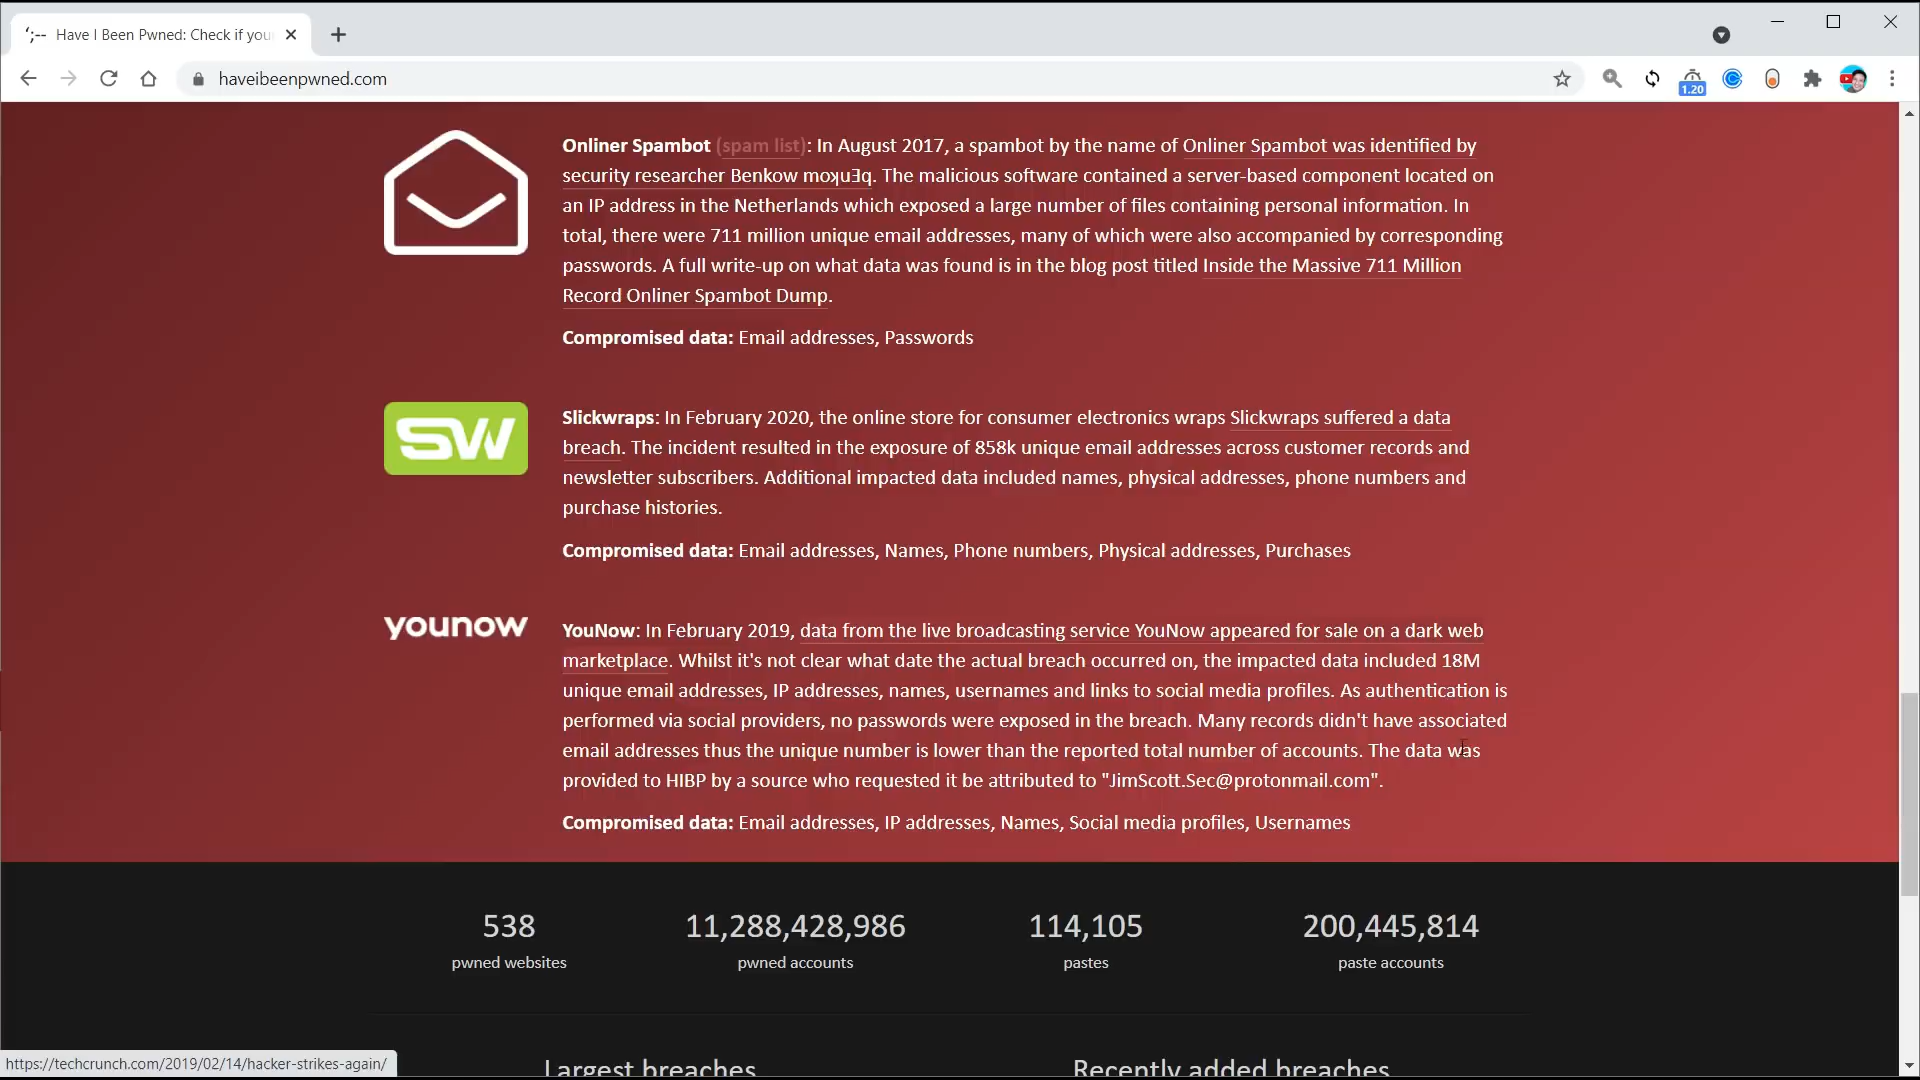 ';-- Have I Been Pwned: Check if you
haveibeenpwned.com
1.20
Onliner Spambot (spam list): In August 2017, a spambot by the name of Onliner Spambot was identified by
security researcher Benkow moʞuƎq. The malicious software contained a server-based component located on
an IP address in the Netherlands which exposed a large number of files containing personal information. In
total, there were 711 million unique email addresses, many of which were also accompanied by corresponding
passwords. A full write-up on what data was found is in the blog post titled Inside the Massive 711 Million
Record Onliner Spambot Dump.
Compromised data: Email addresses, Passwords
SW
Slickwraps: In February 2020, the online store for consumer electronics wraps Slickwraps suffered a data
breach. The incident resulted in the exposure of 858k unique email addresses across customer records and
newsletter subscribers. Additional impacted data included names, physical addresses, phone numbers and
purchase histories.
Compromised data: Email addresses, Names, Phone numbers, Physical addresses, Purchases
younow
YouNow: In February 2019, data from the live broadcasting service YouNow appeared for sale on a dark web
marketplace. Whilst it's not clear what date the actual breach occurred on, the impacted data included 18M
unique email addresses, IP addresses, names, usernames and links to social media profiles. As authentication is
performed via social providers, no passwords were exposed in the breach. Many records didn't have associated
email addresses thus the unique number is lower than the reported total number of accounts. The data was
provided to HIBP by a source who requested it be attributed to "JimScott.Sec@protonmail.com".
Compromised data: Email addresses, IP addresses, Names, Social media profiles, Usernames
538
pwned websites
11,288,428,986
pwned accounts
114,105
pastes
200,445,814
paste accounts
Largest breaches
Recently added breaches
https://techcrunch.com/2019/02/14/hacker-strikes-again/